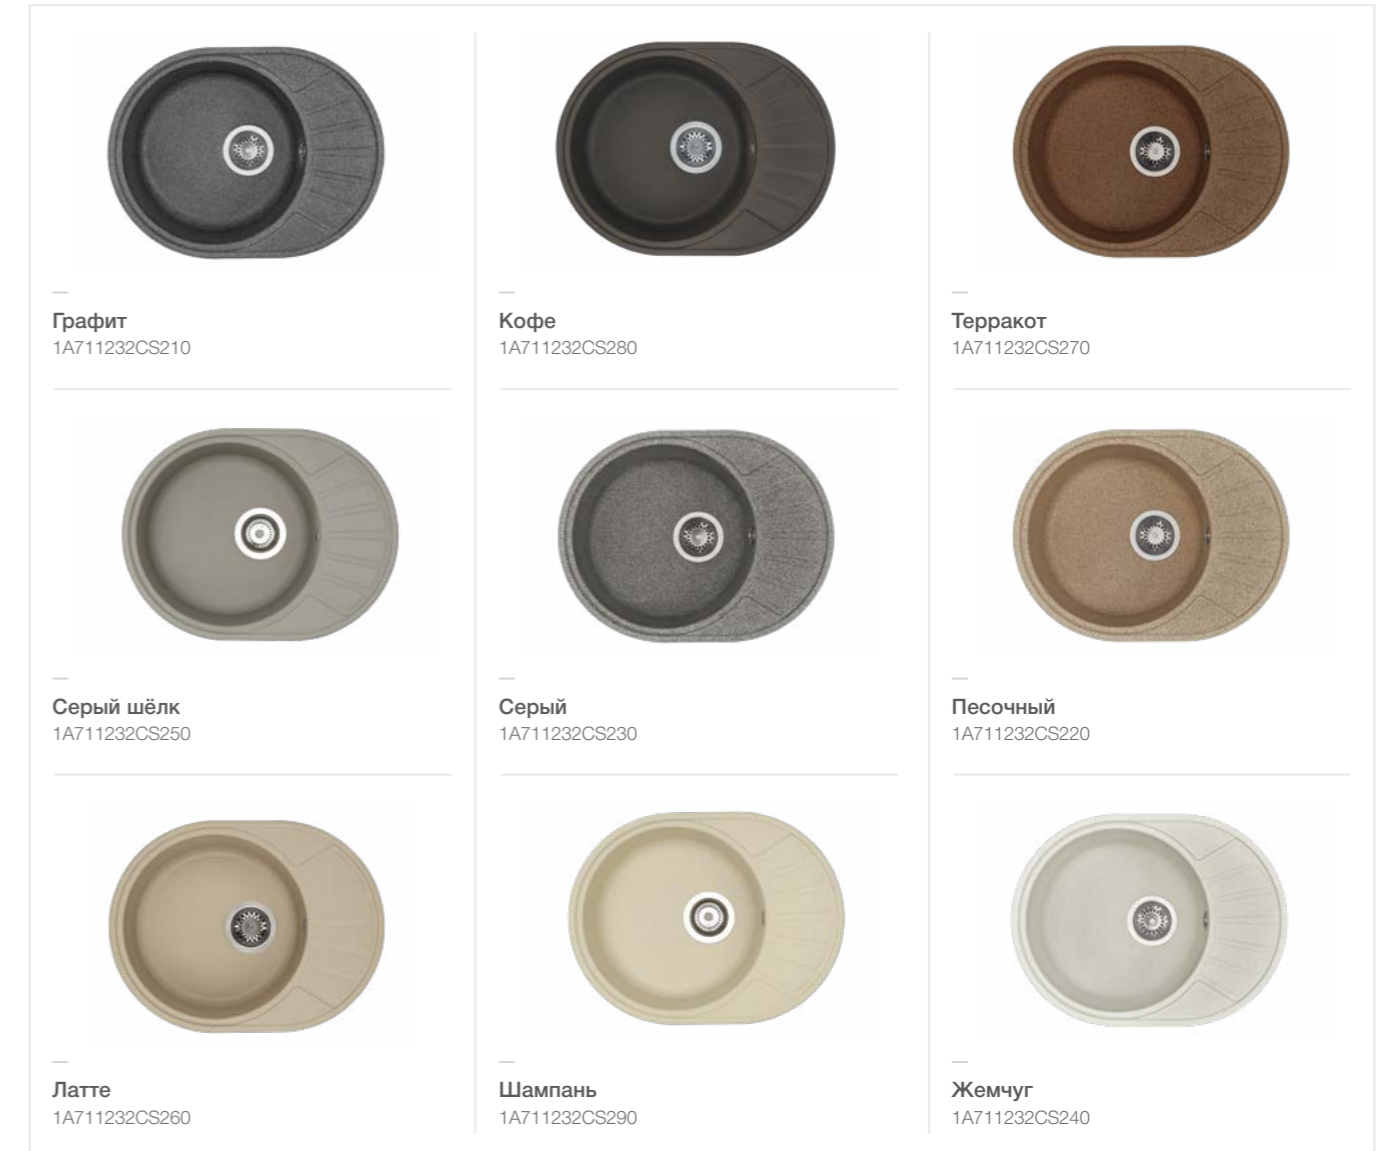 Графит
1A711232CS210
Кофе
1A711232CS280
Терракот
1A711232CS270
Серый шёлк
1A711232CS250
Серый
1A711232CS230
Песочный
1A711232CS220
Латте
1A711232CS260
Шампань
1A711232CS290
Жемчуг
1A711232CS240